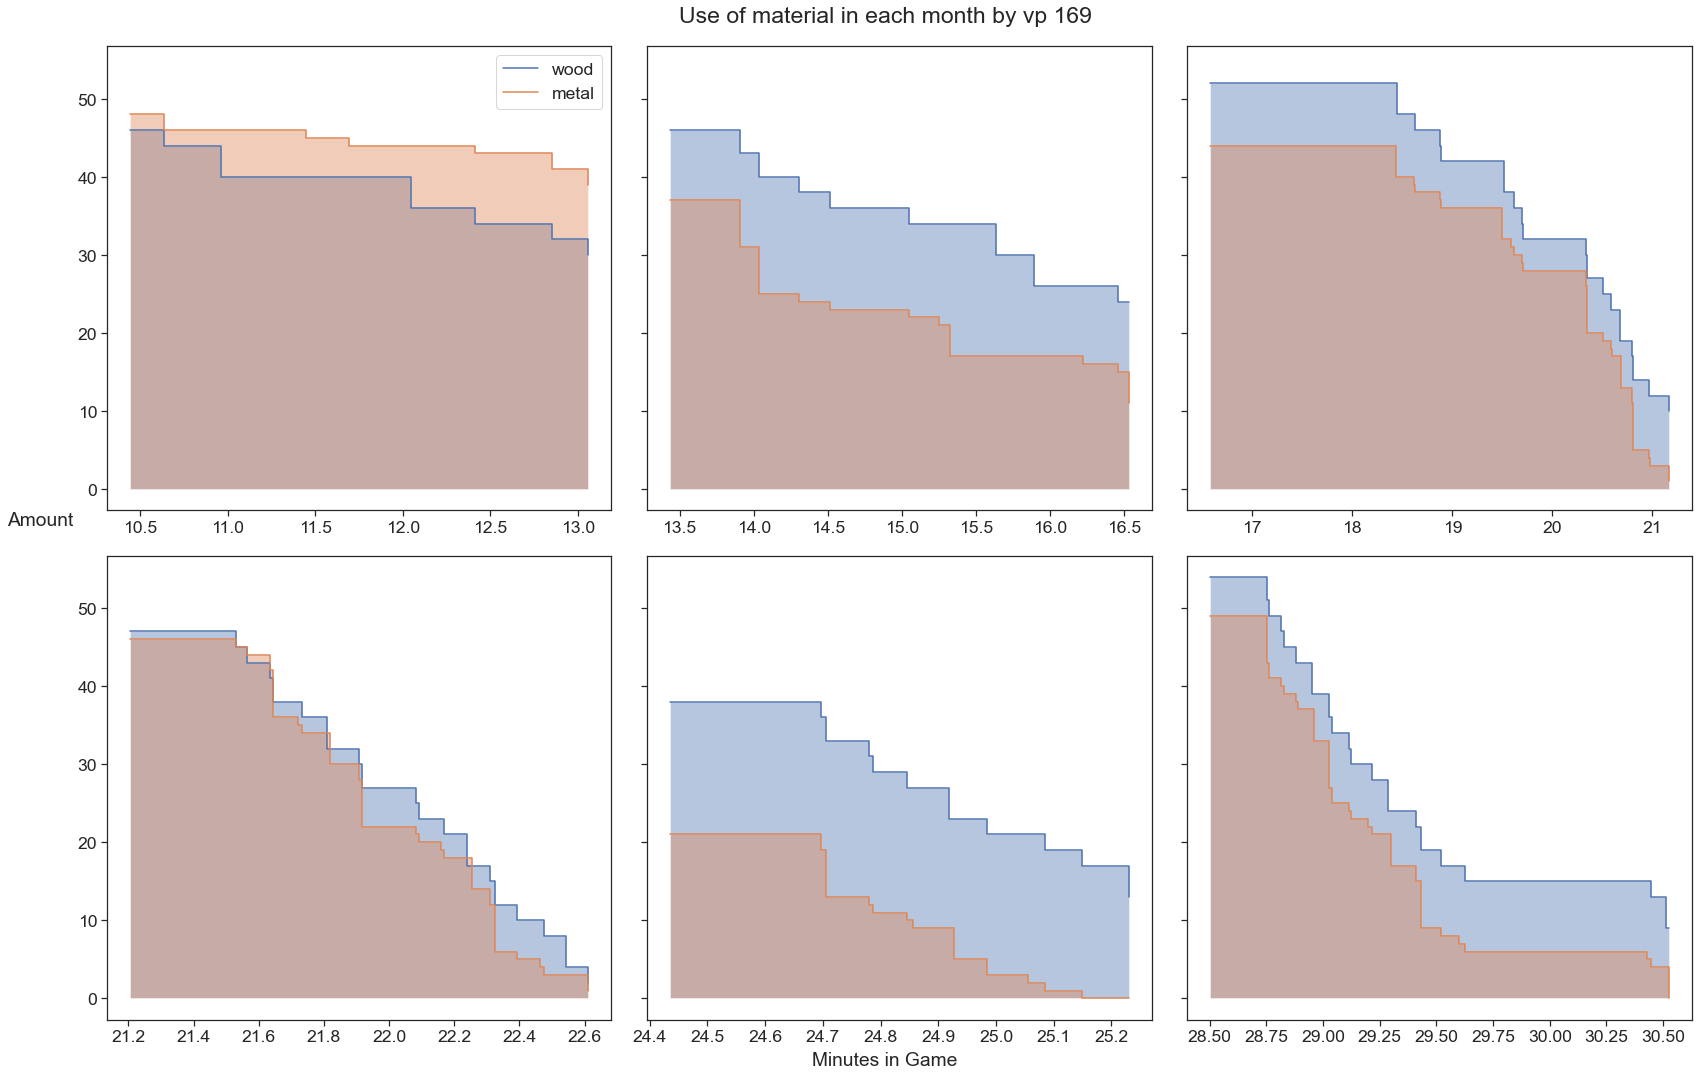 Use of material in each month by vp 169
wood
metal
50
40
30
20
10
0
10.5 11.0 11.5 12.0 12.5 13.0
13.5 14.0 14.5 15.0 15.5 16.0 16.5
17 18 19 20 21
Amount
50
40
30
20
10
0
21.2 21.4 21.6 21.8 22.0 22.2 22.4 22.6
24.4 24.5 24.6 24.7 24.8 24.9 25.0 25.1 25.2
28.50 28.75 29.00 29.25 29.50 29.75 30.00 30.25 30.50
Minutes in Game